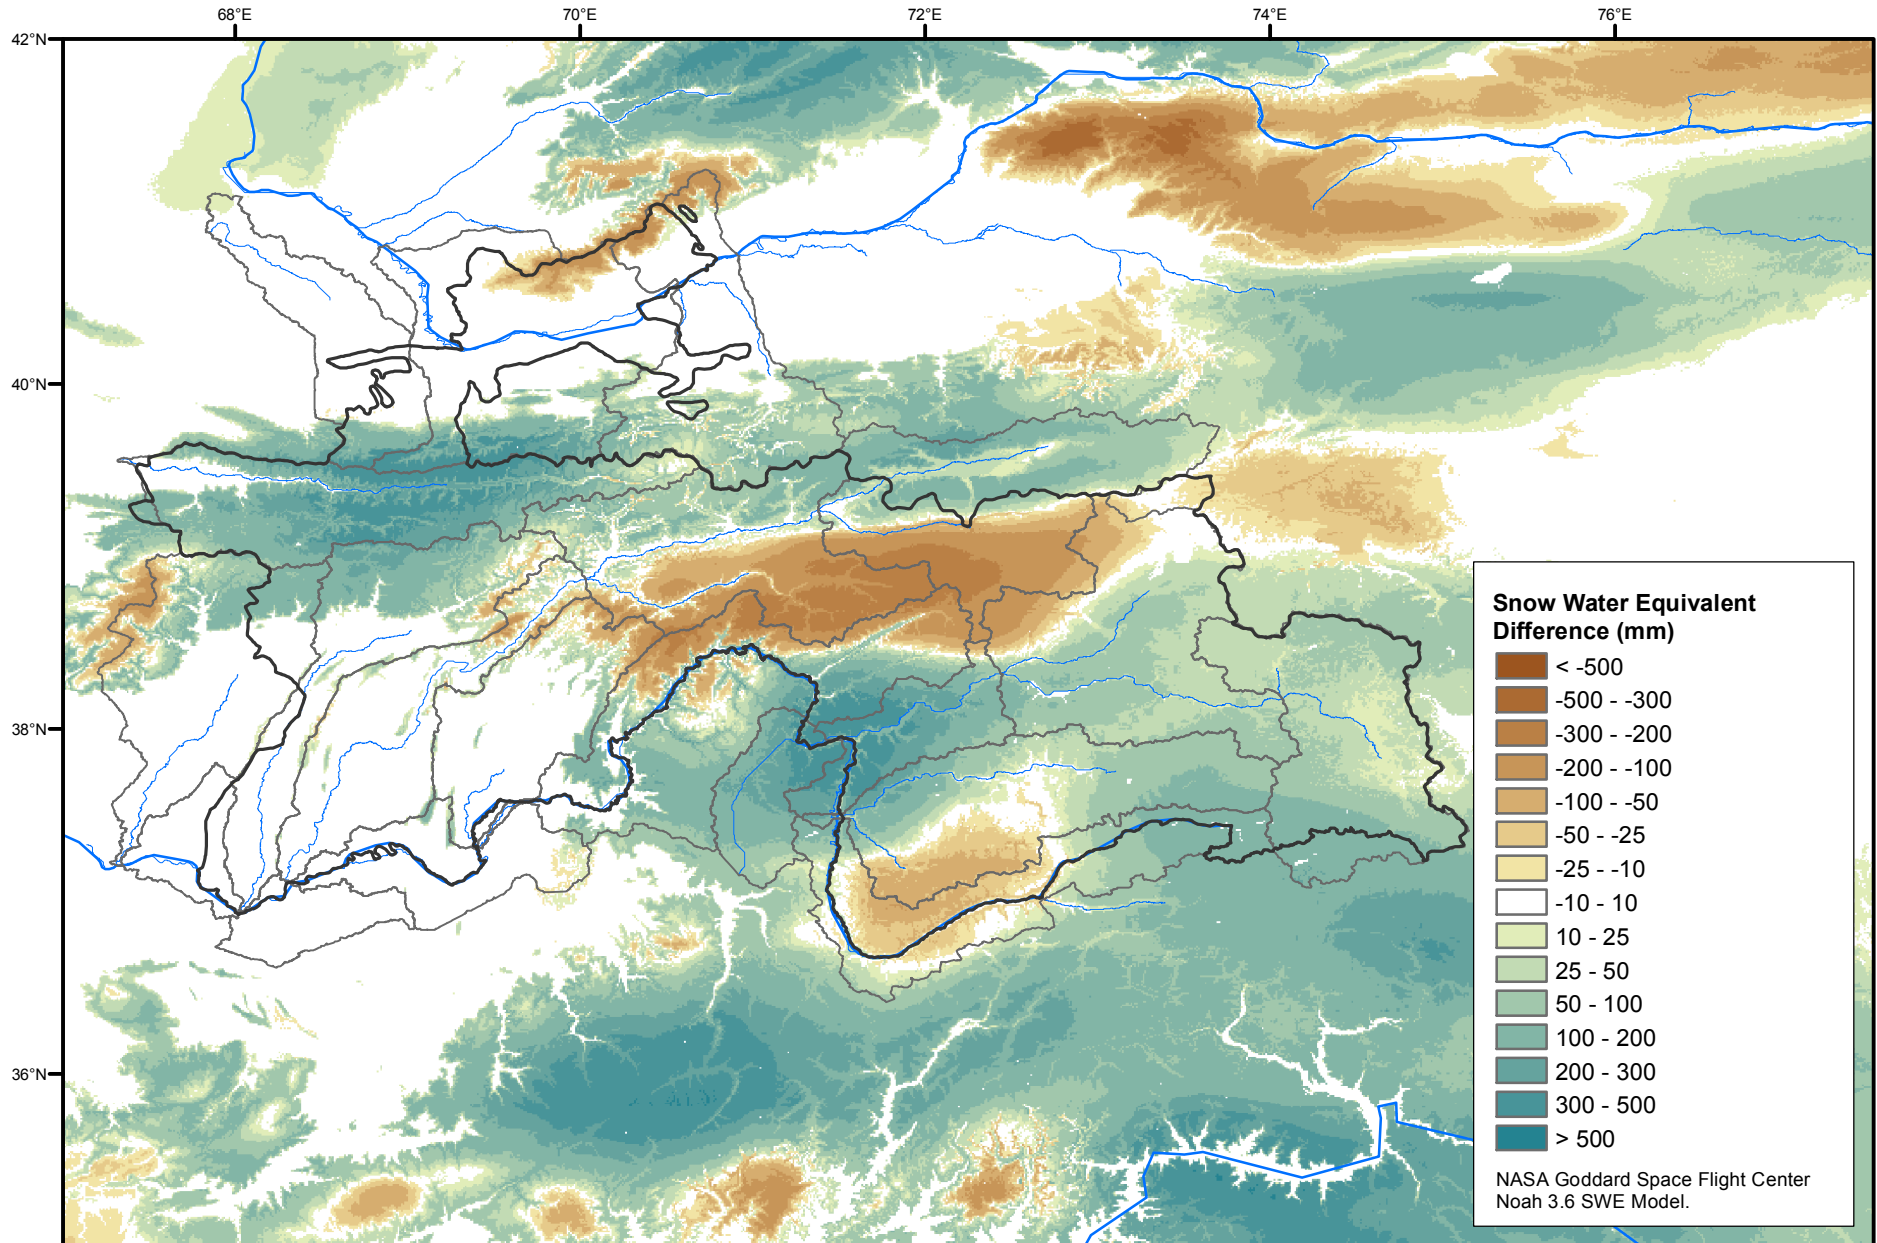 68°E
70°E
72°E
74°E
76°E
42°N
40°N
38°N
36°N
Snow Water Equivalent
Difference (mm)
< -500
-500 - -300
-300 - -200
-200 - -100
-100 - -50
-50 - -25
-25 - -10
-10 - 10
10 - 25
25 - 50
50 - 100
100 - 200
200 - 300
300 - 500
> 500
NASA Goddard Space Flight Center
Noah 3.6 SWE Model.